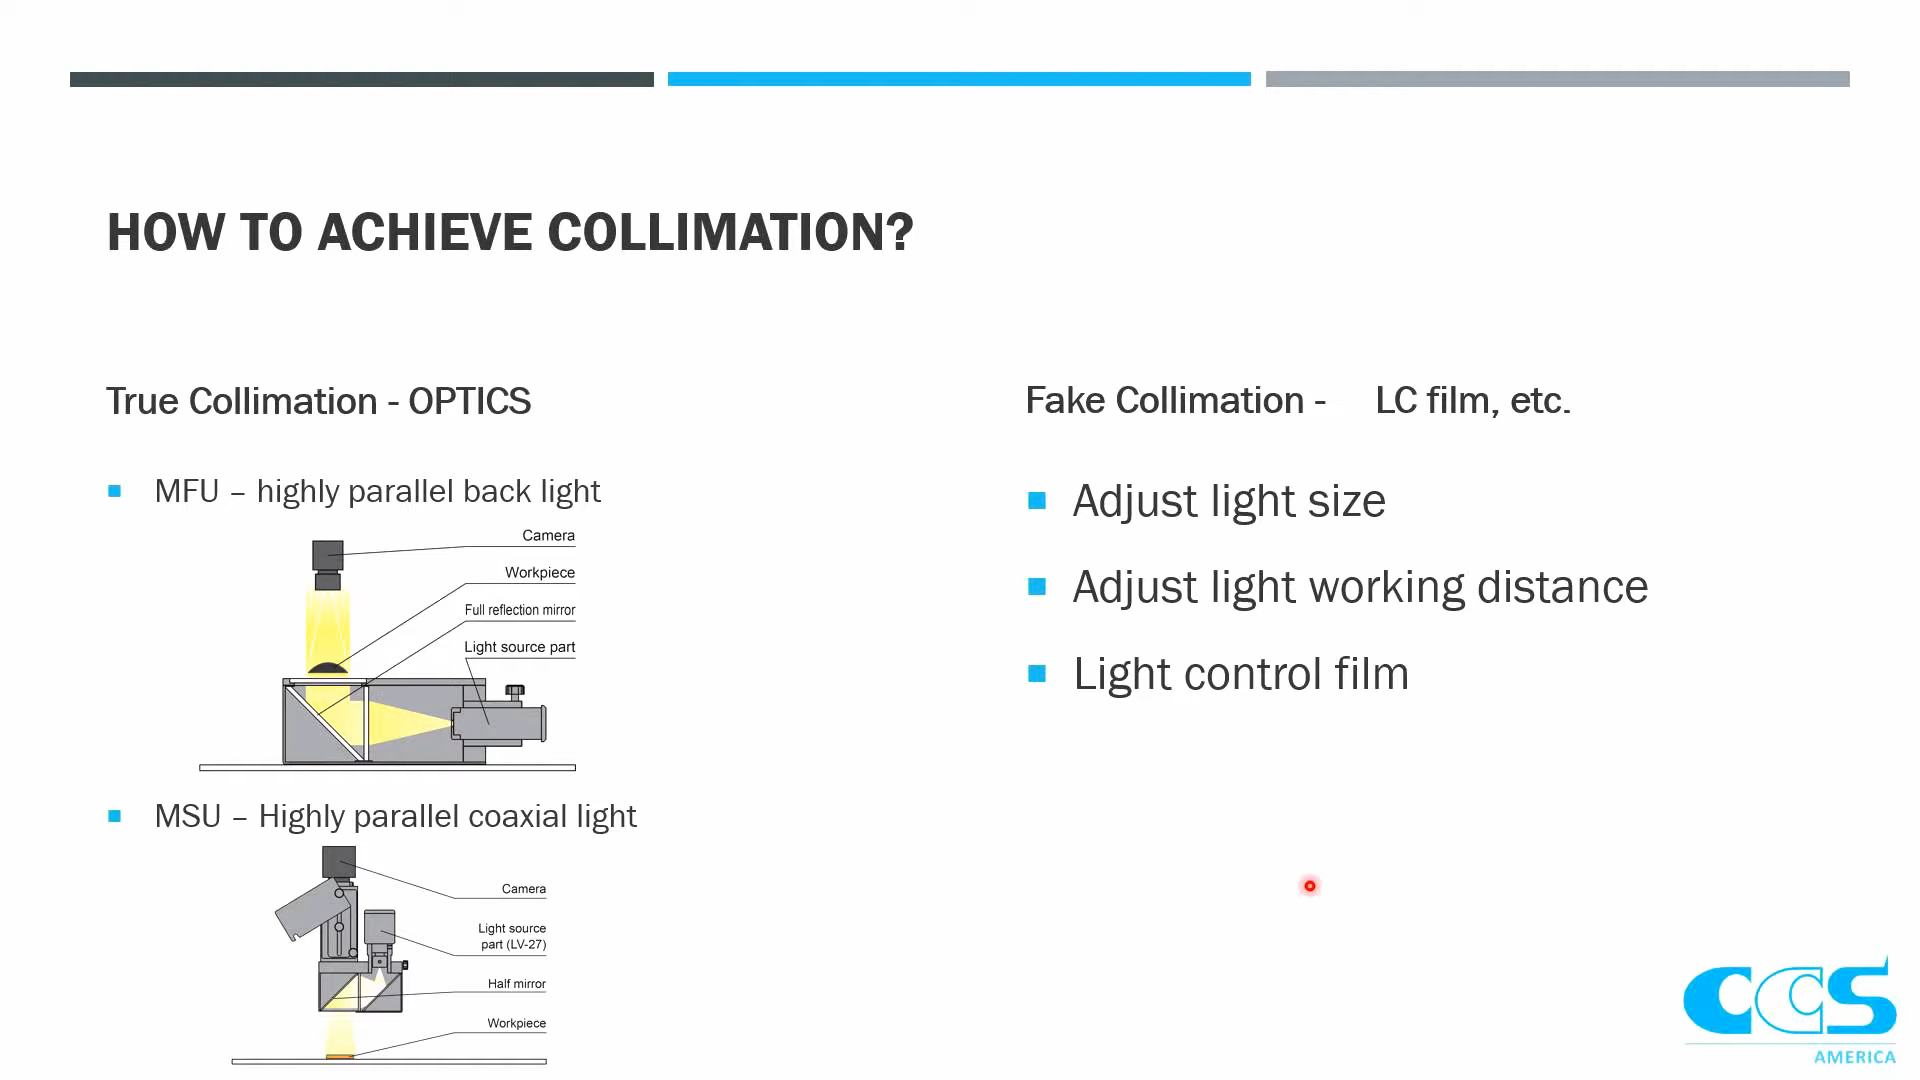 HOW TO ACHIEVE COLLIMATION?
True Collimation - OPTICS
MFU – highly parallel back light
Camera
Workpiece
Full reflection mirror
Light source part
MSU – Highly parallel coaxial light
Camera
Light source
part (LV-27)
Half mirror
Workpiece
Fake Collimation - LC film, etc.
Adjust light size
Adjust light working distance
Light control film
CCS
AMERICA